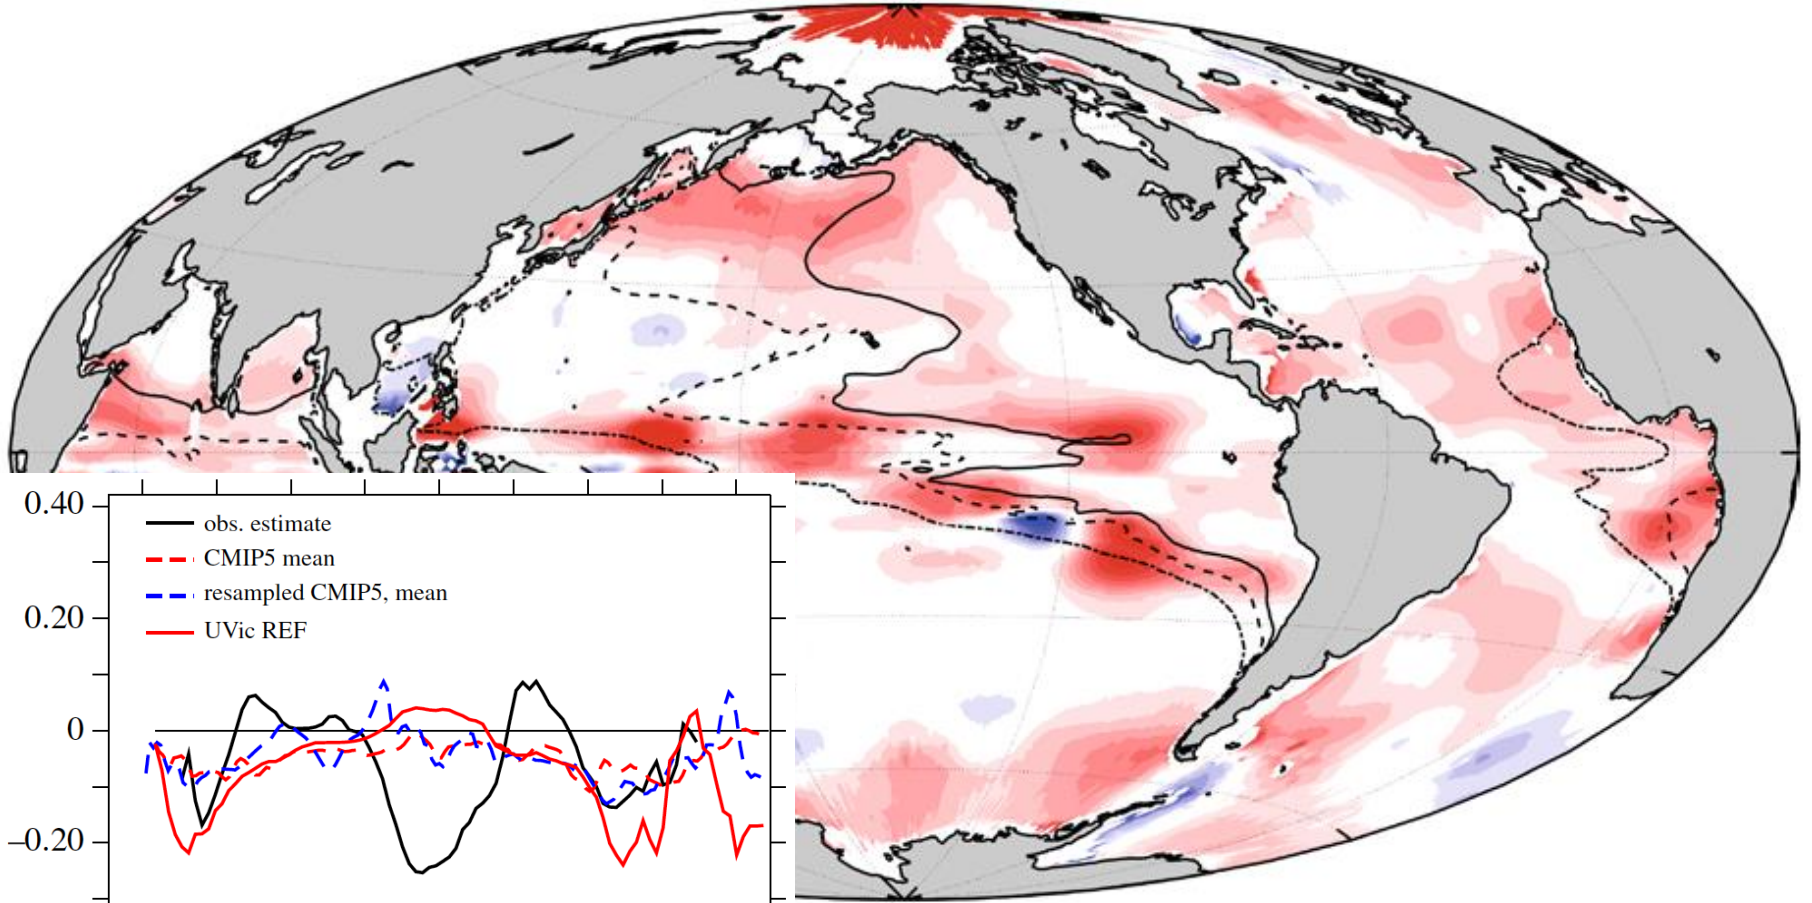 0.40
obs. estimate
CMIP5 mean
resampled CMIP5, mean
0.20
UVic REF
0
–0.20